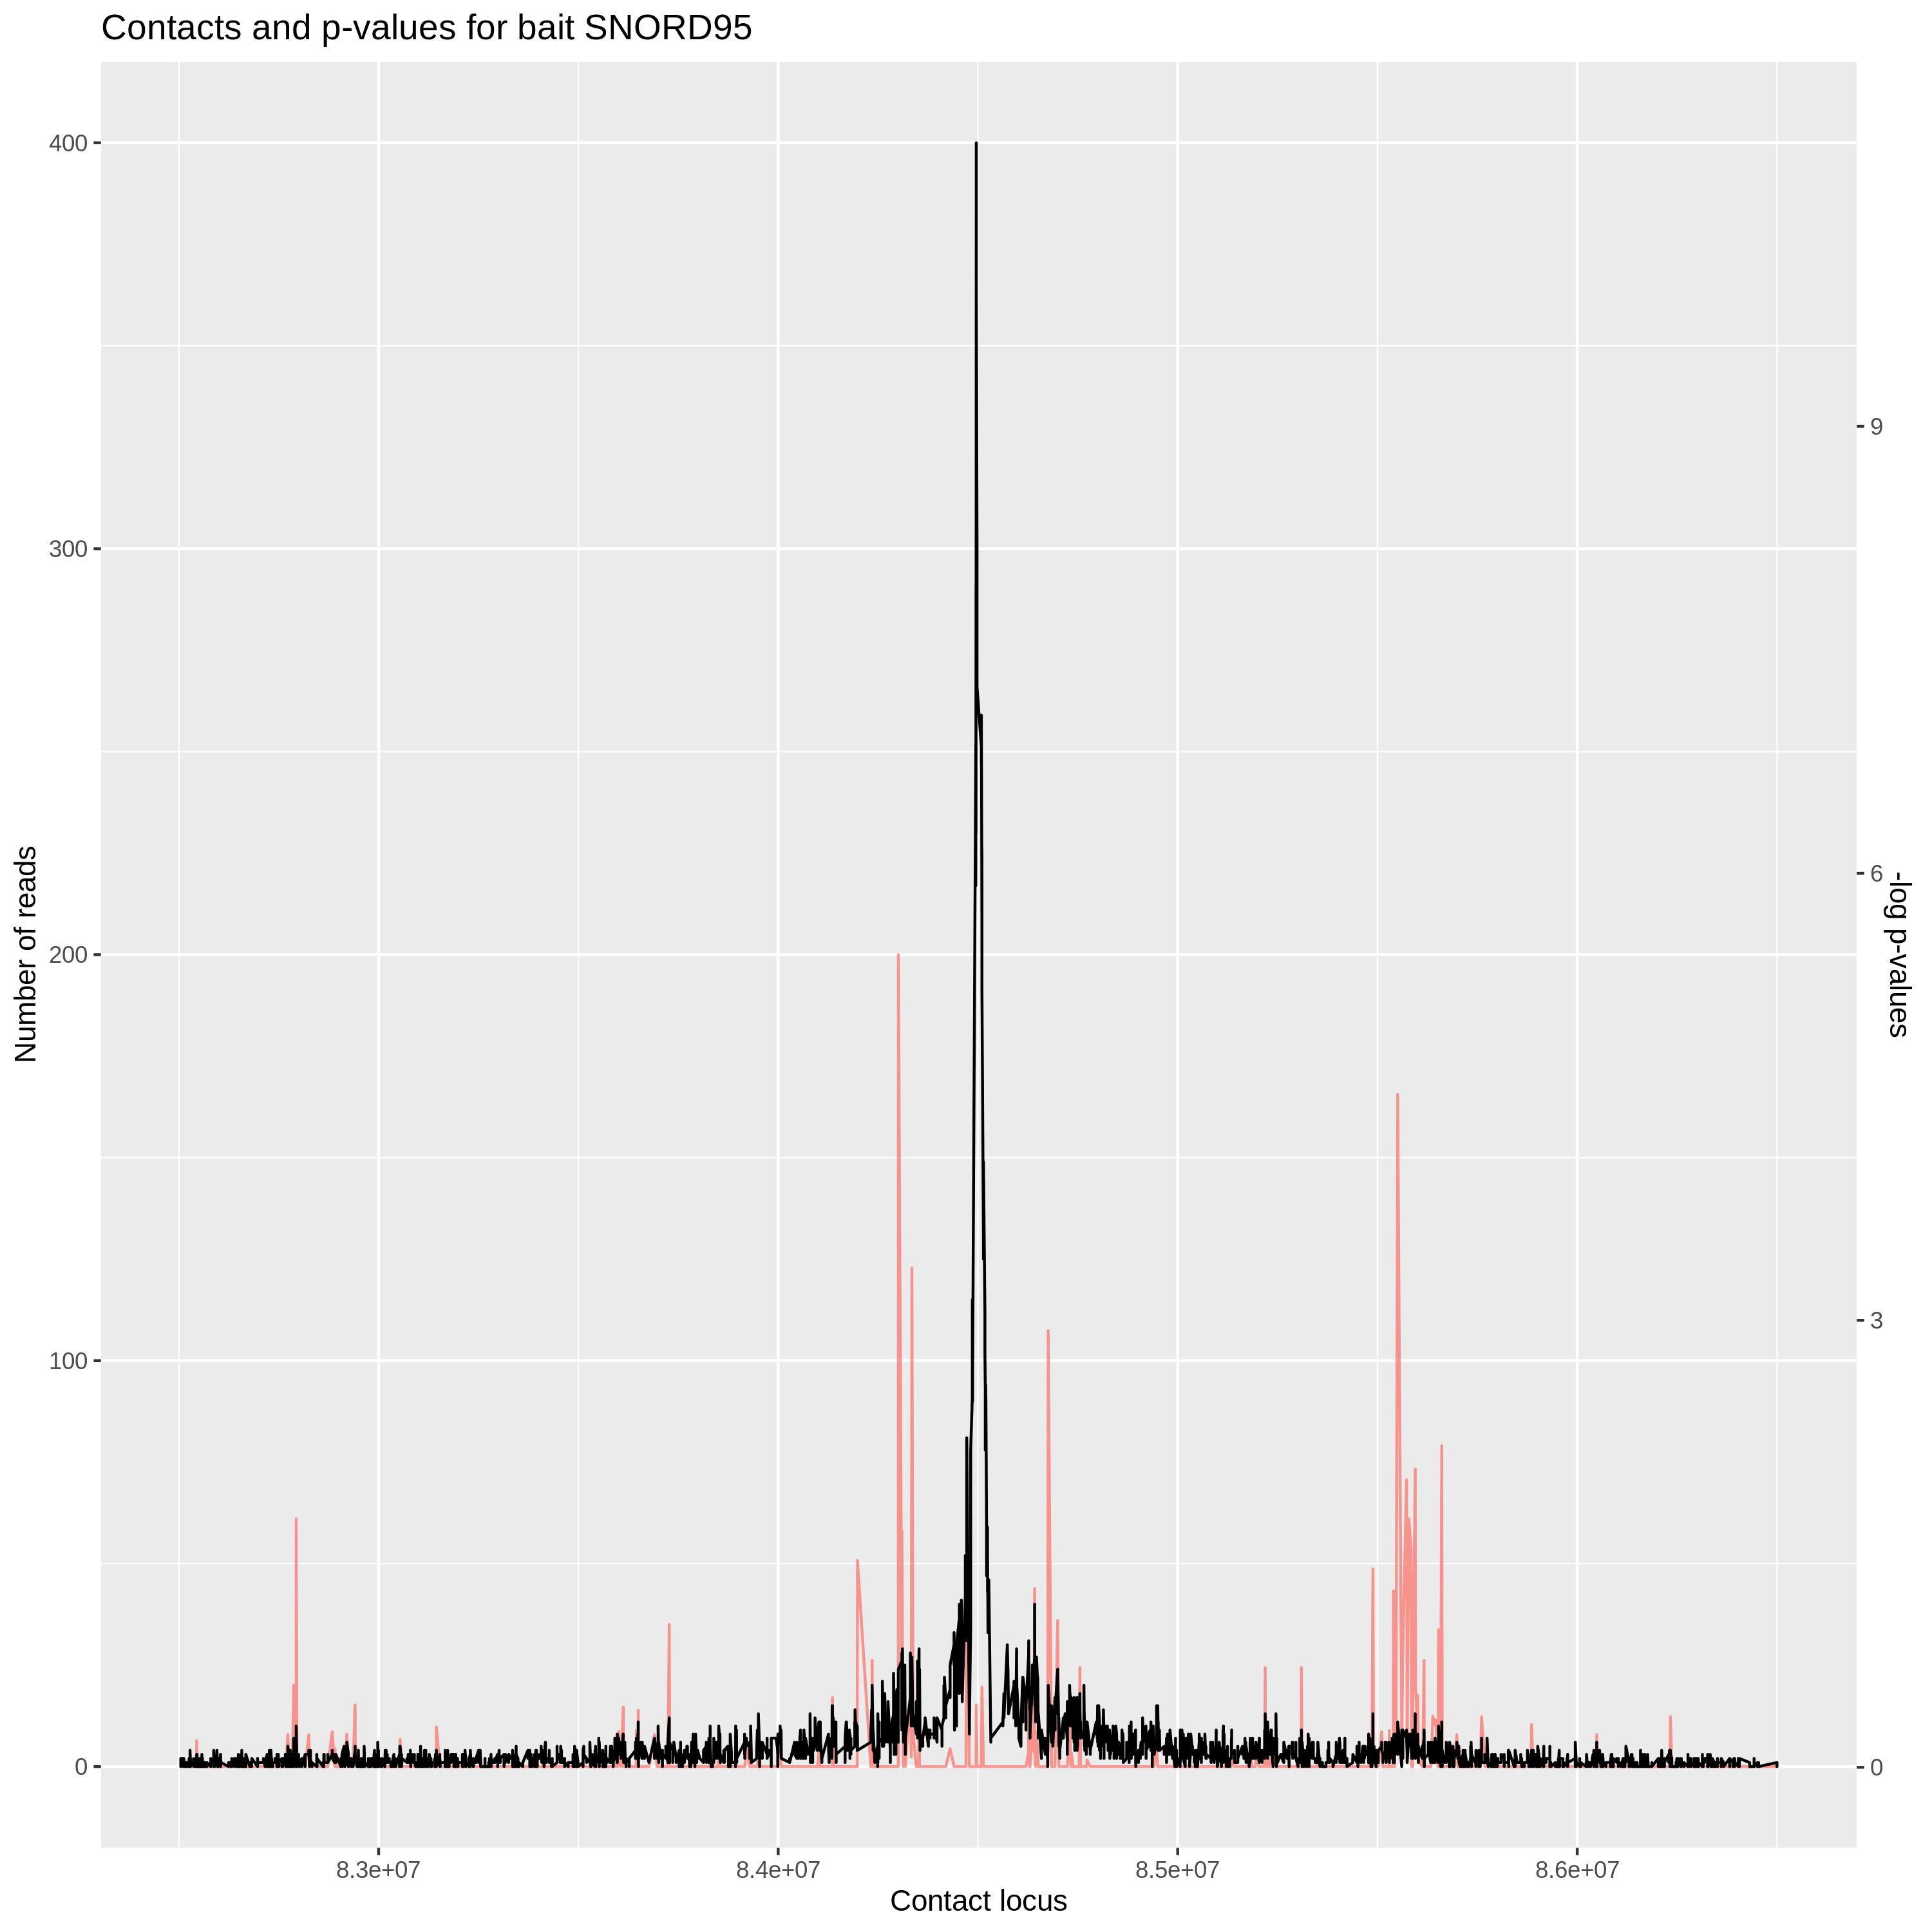 Contacts and p-values for bait SNORD95
Number of reads
400
300
200
100
0
9
6
3
0
-log p-values
8.3e+07
8.4e+07
8.5e+07
8.6e+07
Contact locus